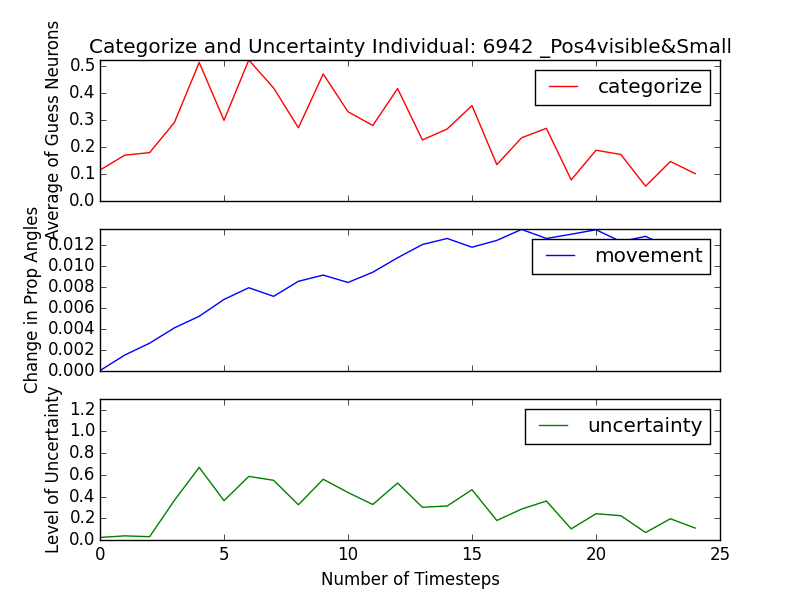 Categorize and Uncertainty Individual: 6942 _Pos4visible&Small
Average of Guess Neurons
0.5
0.4
0.3
0.2
0.1
0.0
categorize
Change in Prop Angles
0.012
0.010
0.008
0.006
0.004
0.002
0.000
movement
Level of Uncertainty
1.2
1.0
0.8
0.6
0.4
0.2
0.0
uncertainty
0 5 10 15 20 25
Number of Timesteps